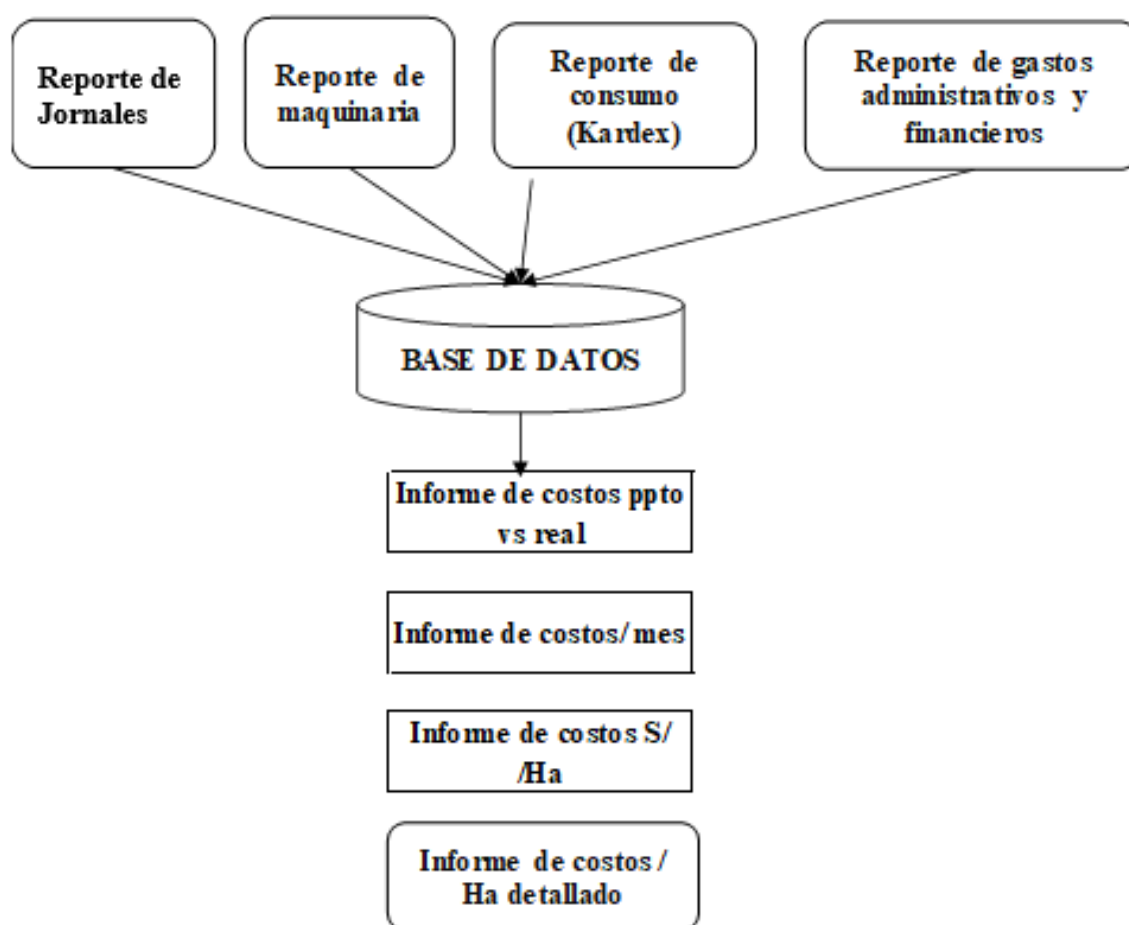 Reporte de
Jornales
Reporte de
maquinaria
Reporte de
consumo
(Kardex)
Reporte de gastos
administrativos y
financieros
BASE DE DATOS
Informe de costos ppto
vs real
Informe de costos/ mes
Informe de costos S/
/Ha
Informe de costos /
Ha detallado